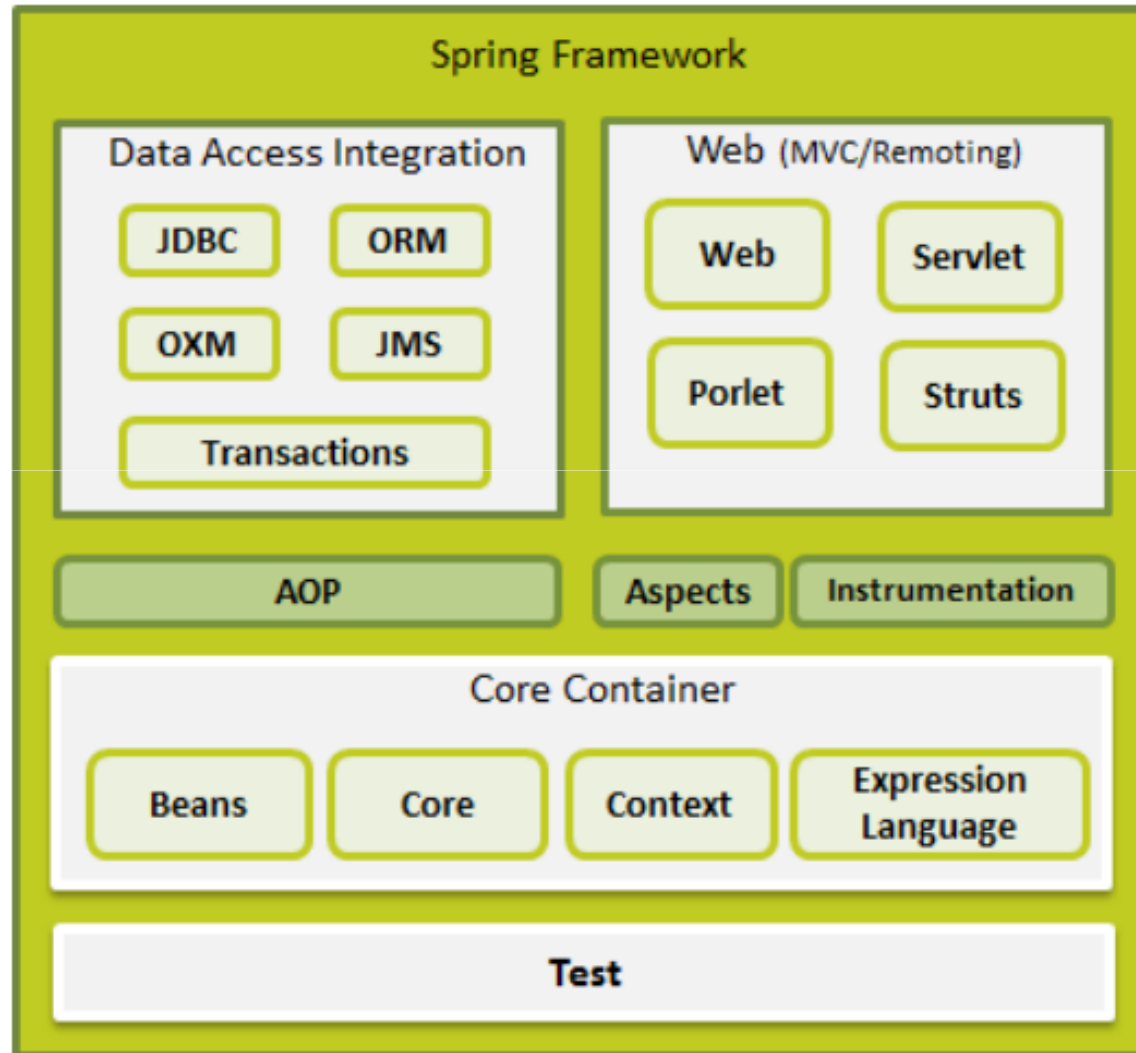 Spring Framework
Data Access Integration
JDBC
ORM
OXM
JMS
Transactions
Web (MVC/Remoting)
Web
Servlet
Porlet
Struts
AOP
Aspects
Instrumentation
Core Container
Beans
Core
Context
Expression
Language
Test